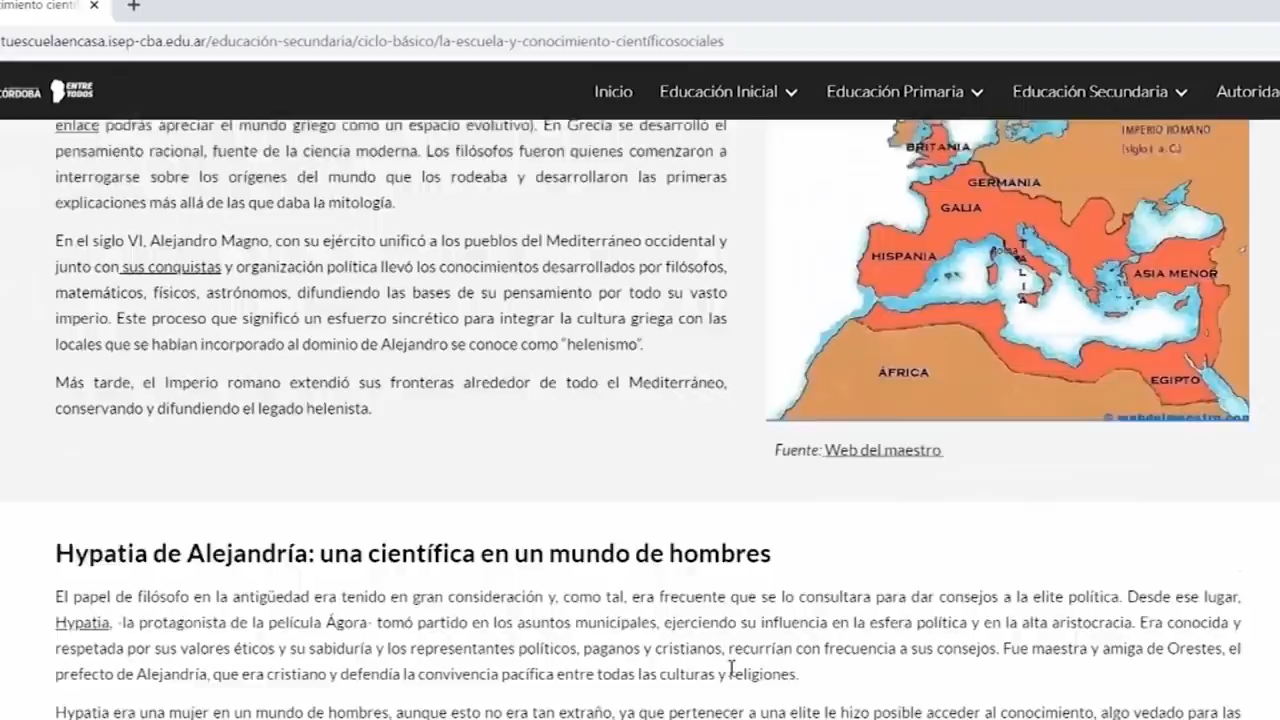 cimiento cientí
tuescuelaencasa.isep-cba.edu.ar/educación-secundaria/ciclo-básico/la-escuela-y-conocimiento-científicosociales
CÓRDOBA
ENTRE
TODOS
Inicio
Educación Inicial
Educación Primaria
Educación Secundaria
Autorida
enlace podrás apreciar el mundo griego como un espacio evolutivo). En Grecia se desarrolló el
pensamiento racional, fuente de la ciencia moderna. Los filósofos fueron quienes comenzaron a
interrogarse sobre los orígenes del mundo que los rodeaba y desarrollaron las primeras
explicaciones más allá de las que daba la mitología.
En el siglo VI, Alejandro Magno, con su ejército unificó a los pueblos del Mediterráneo occidental y
junto con sus conquistas y organización política llevó los conocimientos desarrollados por filósofos,
matemáticos, físicos, astrónomos, difundiendo las bases de su pensamiento por todo su vasto
imperio. Este proceso que significó un esfuerzo sincrético para integrar la cultura griega con las
locales que se habían incorporado al dominio de Alejandro se conoce como “helenismo”.
Más tarde, el Imperio romano extendió sus fronteras alrededor de todo el Mediterráneo,
conservando y difundiendo el legado helenista.
IMPERIO ROMANO
(siglo I a. C.)
BRITANIA
GERMANIA
GALIA
HISPANIA
Roma
ITALIA
ASIA MENOR
ÁFRICA
EGIPTO
© webdelmaestro.com
Fuente: Web del maestro
Hypatia de Alejandría: una científica en un mundo de hombres
El papel de filósofo en la antigüedad era tenido en gran consideración y, como tal, era frecuente que se lo consultara para dar consejos a la elite política. Desde ese lugar,
Hypatia, -la protagonista de la película Ágora- tomó partido en los asuntos municipales, ejerciendo su influencia en la esfera política y en la alta aristocracia. Era conocida y
respetada por sus valores éticos y su sabiduría y los representantes políticos, paganos y cristianos, recurrían con frecuencia a sus consejos. Fue maestra y amiga de Orestes, el
prefecto de Alejandría, que era cristiano y defendía la convivencia pacífica entre todas las culturas y religiones.
Hypatia era una mujer en un mundo de hombres, aunque esto no era tan extraño, ya que pertenecer a una elite le hizo posible acceder al conocimiento, algo vedado para las